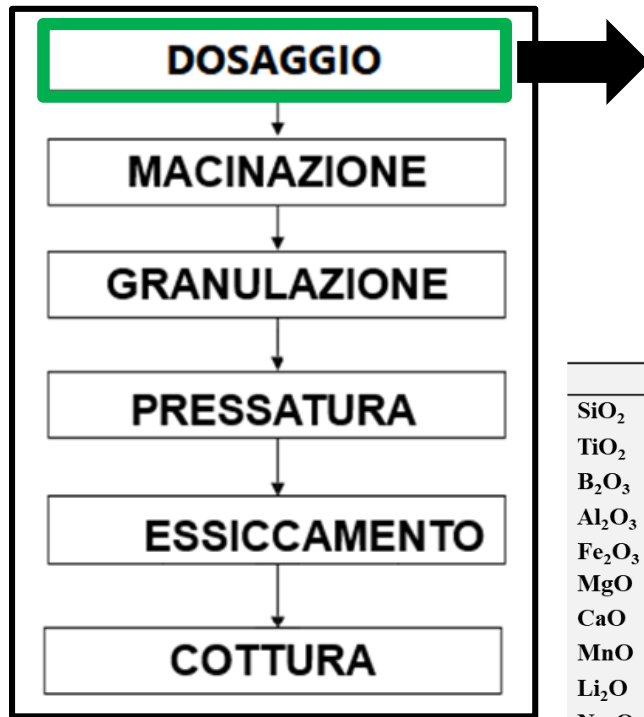 DOSAGGIO
MACINAZIONE
GRANULAZIONE
PRESSATURA
ESSICCAMENTO
COTTURA
SiO₂
TiO₂
B₂O₃
Al₂O₃
Fe₂O₃
MgO
CaO
MnO
Li₂O